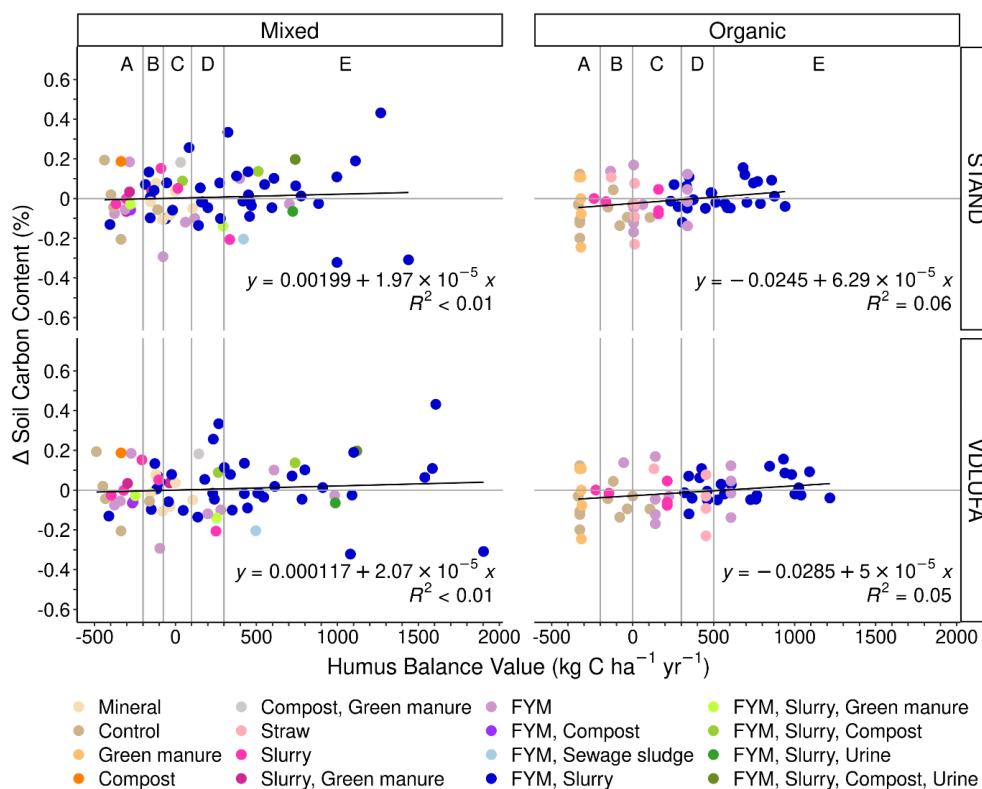 Mixed
Organic
A B C D E
A B C D E
STAND
0.6
0.4
0.2
0
-0.2
-0.4
-0.6
y = 0.00199 + 1.97 × 10⁻⁵ x
R² < 0.01
y = −0.0245 + 6.29 × 10⁻⁵ x
R² = 0.06
Δ Soil Carbon Content (%)
VDLUFA
0.6
0.4
0.2
0
-0.2
-0.4
-0.6
y = 0.000117 + 2.07 × 10⁻⁵ x
R² < 0.01
y = −0.0285 + 5 × 10⁻⁵ x
R² = 0.05
-500 0 500 1000 1500 2000
-500 0 500 1000 1500 2000
Humus Balance Value (kg C ha⁻¹ yr⁻¹)
Mineral
Control
Green manure
Compost
Compost, Green manure
Straw
Slurry
Slurry, Green manure
FYM
FYM, Compost
FYM, Sewage sludge
FYM, Slurry
FYM, Slurry, Green manure
FYM, Slurry, Compost
FYM, Slurry, Urine
FYM, Slurry, Compost, Urine